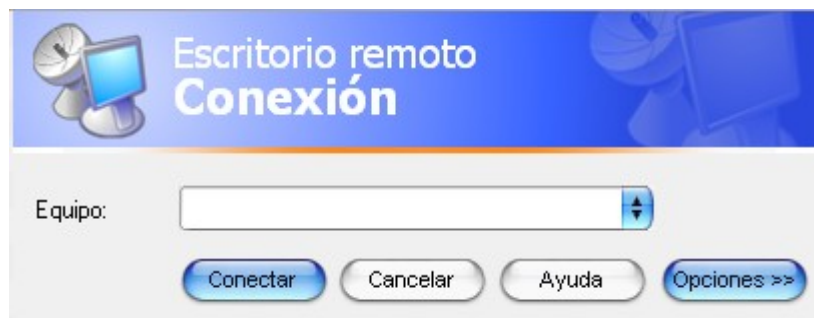 Escritorio remoto
Conexión
Equipo:
Conectar Cancelar Ayuda Opciones >>